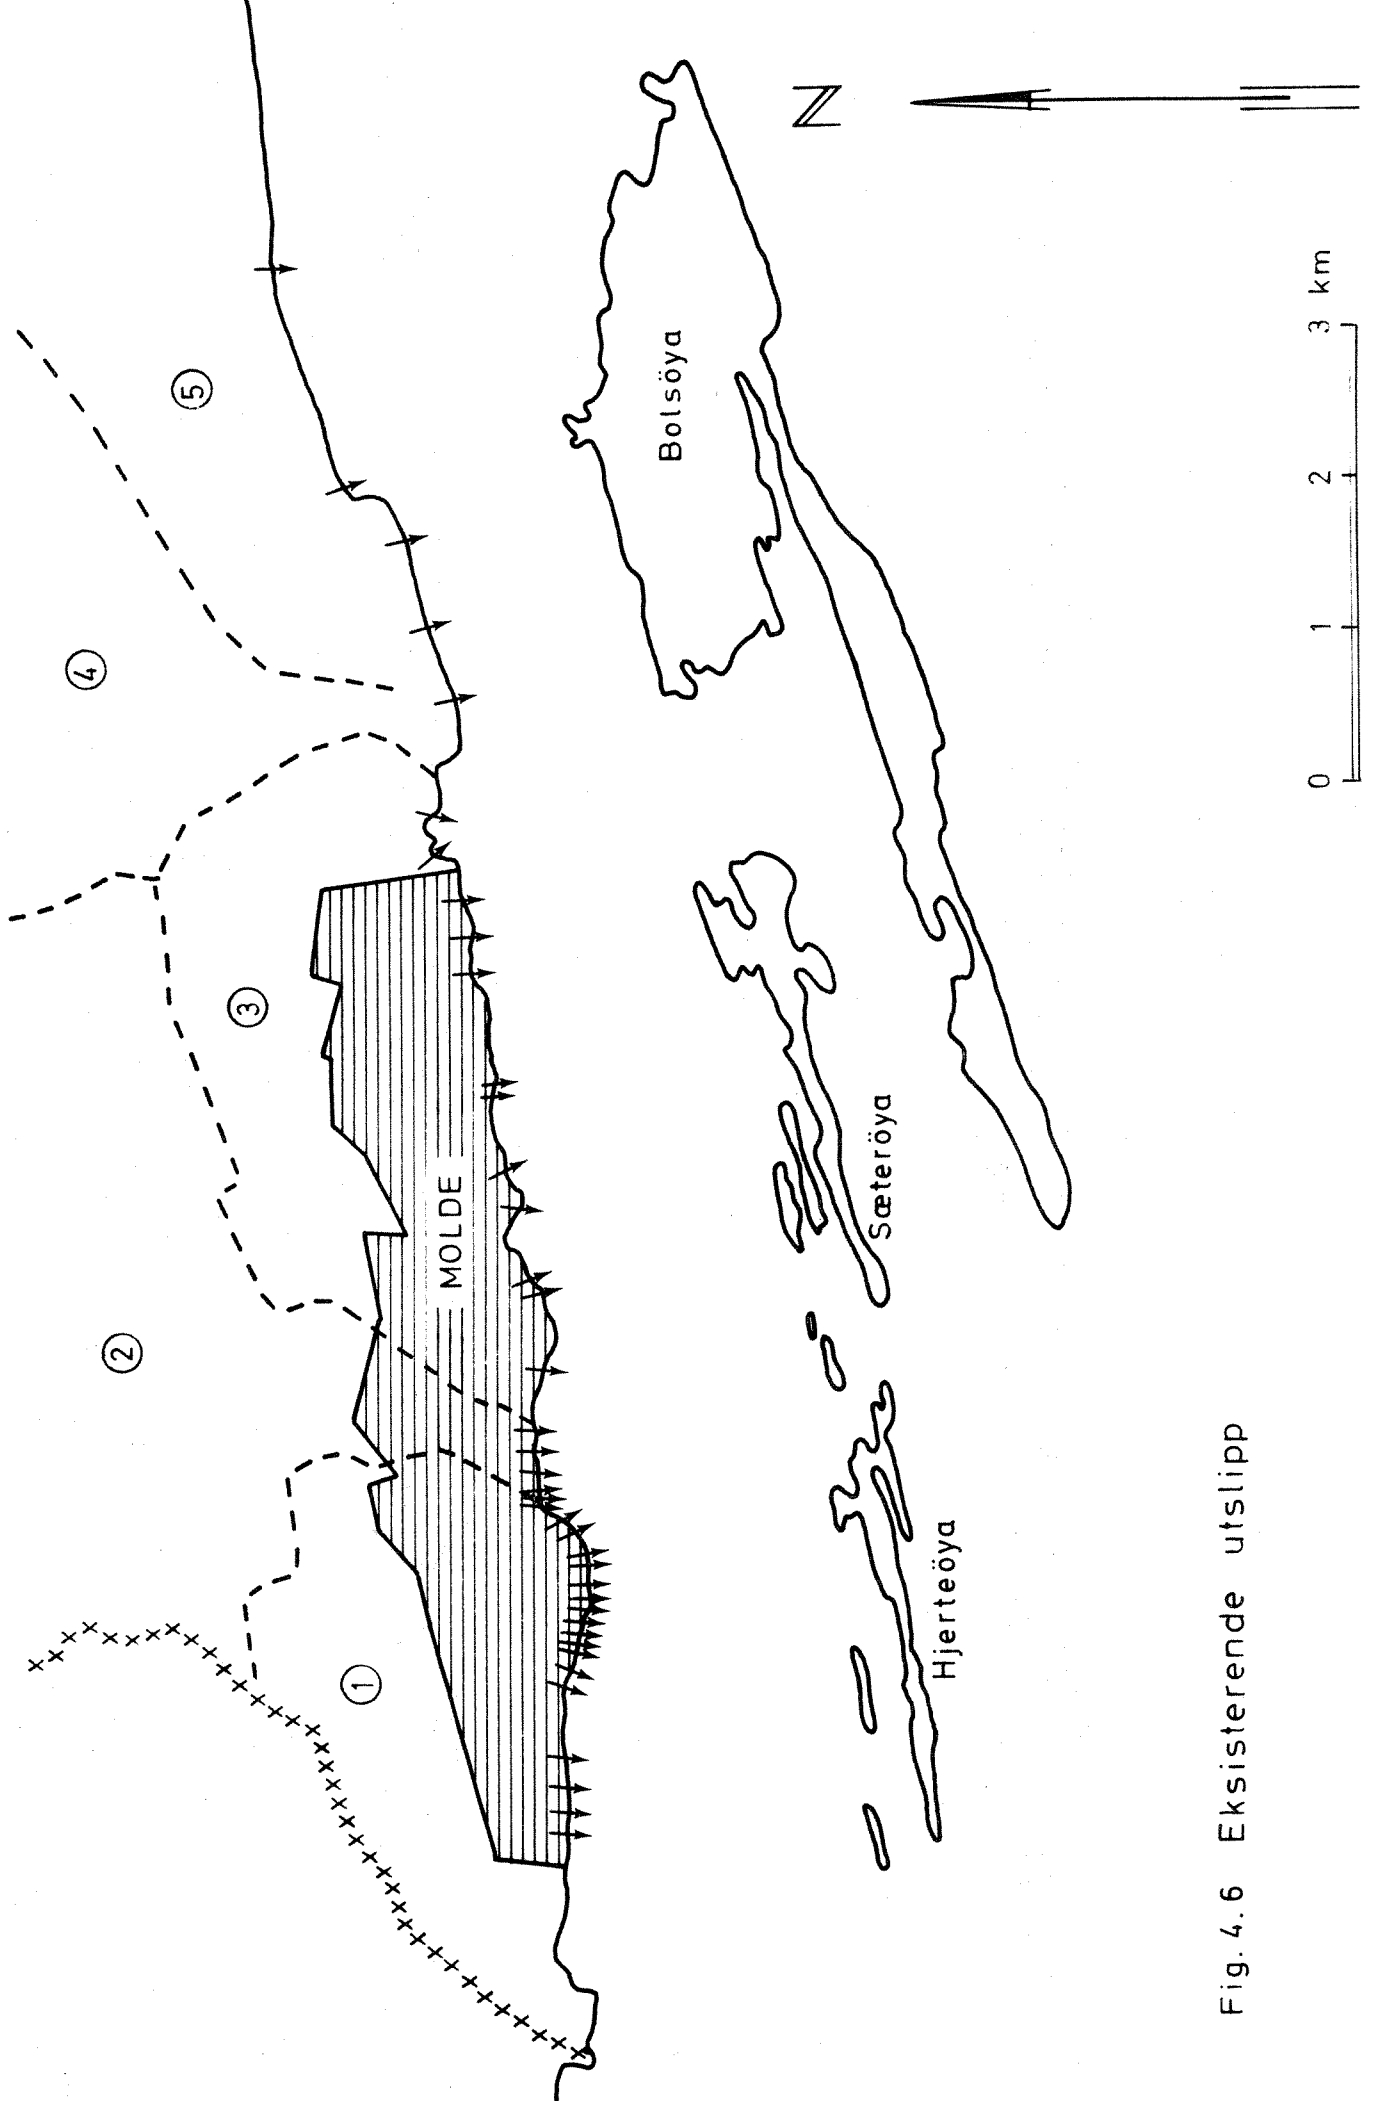 4
5
2
3
1
MOLDE
Bolsöya
Sæteröya
Hjerteöya
N
0 1 2 3 km
Fig. 4.6 Eksisterende utslipp